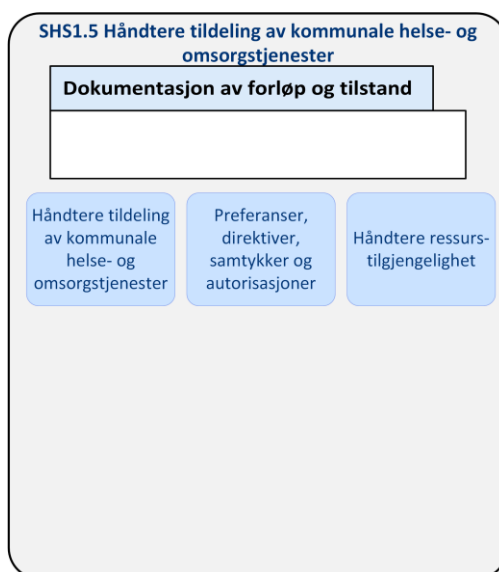 SHS1.5 Håndtere tildeling av kommunale helse- og
omsorgstjenester
Dokumentasjon av forløp og tilstand
Håndtere tildeling
av kommunale
helse- og
omsorgstjenester
Preferanser,
direktiver,
samtykker og
autorisasjoner
Håndtere ressurs-
tilgjengelighet